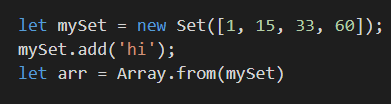 let mySet = new Set([1, 15, 33, 60]);
mySet.add('hi');
let arr = Array.from(mySet)